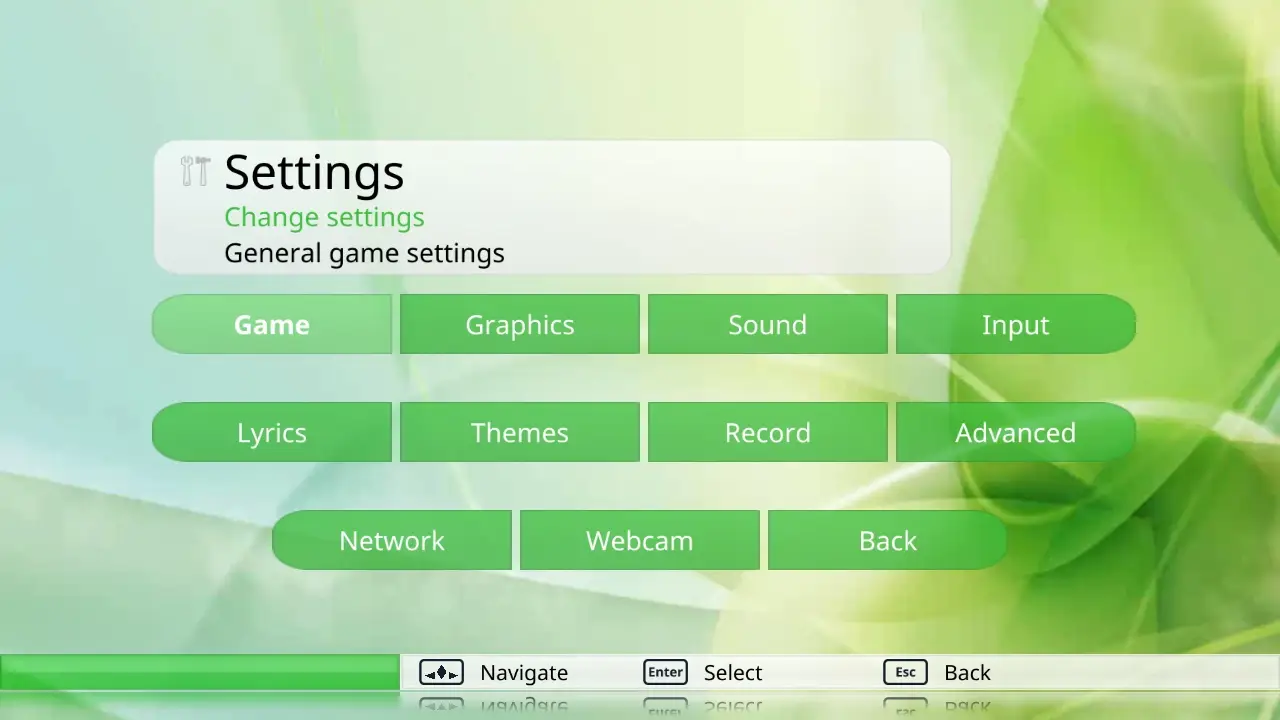 Settings
Change settings
General game settings
Game Graphics Sound Input
Lyrics Themes Record Advanced
Network Webcam Back
Navigate Enter Select Esc Back